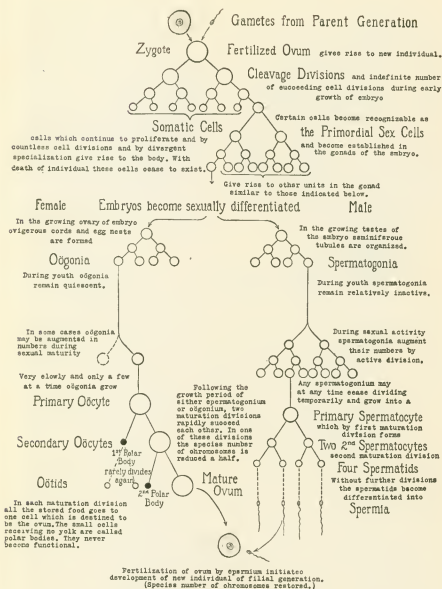 Gametes from Parent Generation
Zygote
Fertilized Ovum gives rise to new individual.
Cleavage Divisions and indefinite number
of succeeding cell divisions during early
growth of embryo
Somatic Cells
cells which continue to proliferate and by
countless cell divisions and by divergent
specialization give rise to the body. With
death of individual these cells cease to exist.
Certain cells become recognizable as
the Primordial Sex Cells
and become established in
the gonads of the embryo.
Give rise to other units in the gonad
similar to those indicated below.
Female
Embryos become sexually differentiated
Male
In the growing ovary of embryo
ovigerous cords and egg nests
are formed
Oögonia
During youth oögonia
remain quiescent.
In the growing testes of
the embryo seminiferous
tubules are organized.
Spermatogonia
During youth spermatogonia
remain relatively inactive.
In some cases oögonia
may be augmented in
numbers during
sexual maturity
During sexual activity
spermatogonia augment
their numbers by
active division.
Very slowly and only a few
at a time oögonia grow
Primary Oöcyte
Following the
growth period of
either spermatogonium
or oögonium, two
maturation divisions
rapidly succeed
each other. In one
of these divisions
the species number
of chromosomes is
reduced a half.
Any spermatogonium may
at any time cease dividing
temporarily and grow into a
Primary Spermatocyte
which by first maturation
division forms
Two 2nd Spermatocytes
second maturation division
Four Spermatids
Without further divisions
the spermatids become
differentiated into
Spermia
Secondary Oöcytes
1st Polar
Body
rarely divides
again
Oötids
2nd Polar
Body
Mature
Ovum
In each maturation division
all the stored food goes to
one cell which is destined to
be the ovum. The small cells
receiving no yolk are called
polar bodies. They never
become functional.
Fertilization of ovum by spermium initiates
development of new individual of filial generation.
(Species number of chromosomes restored.)